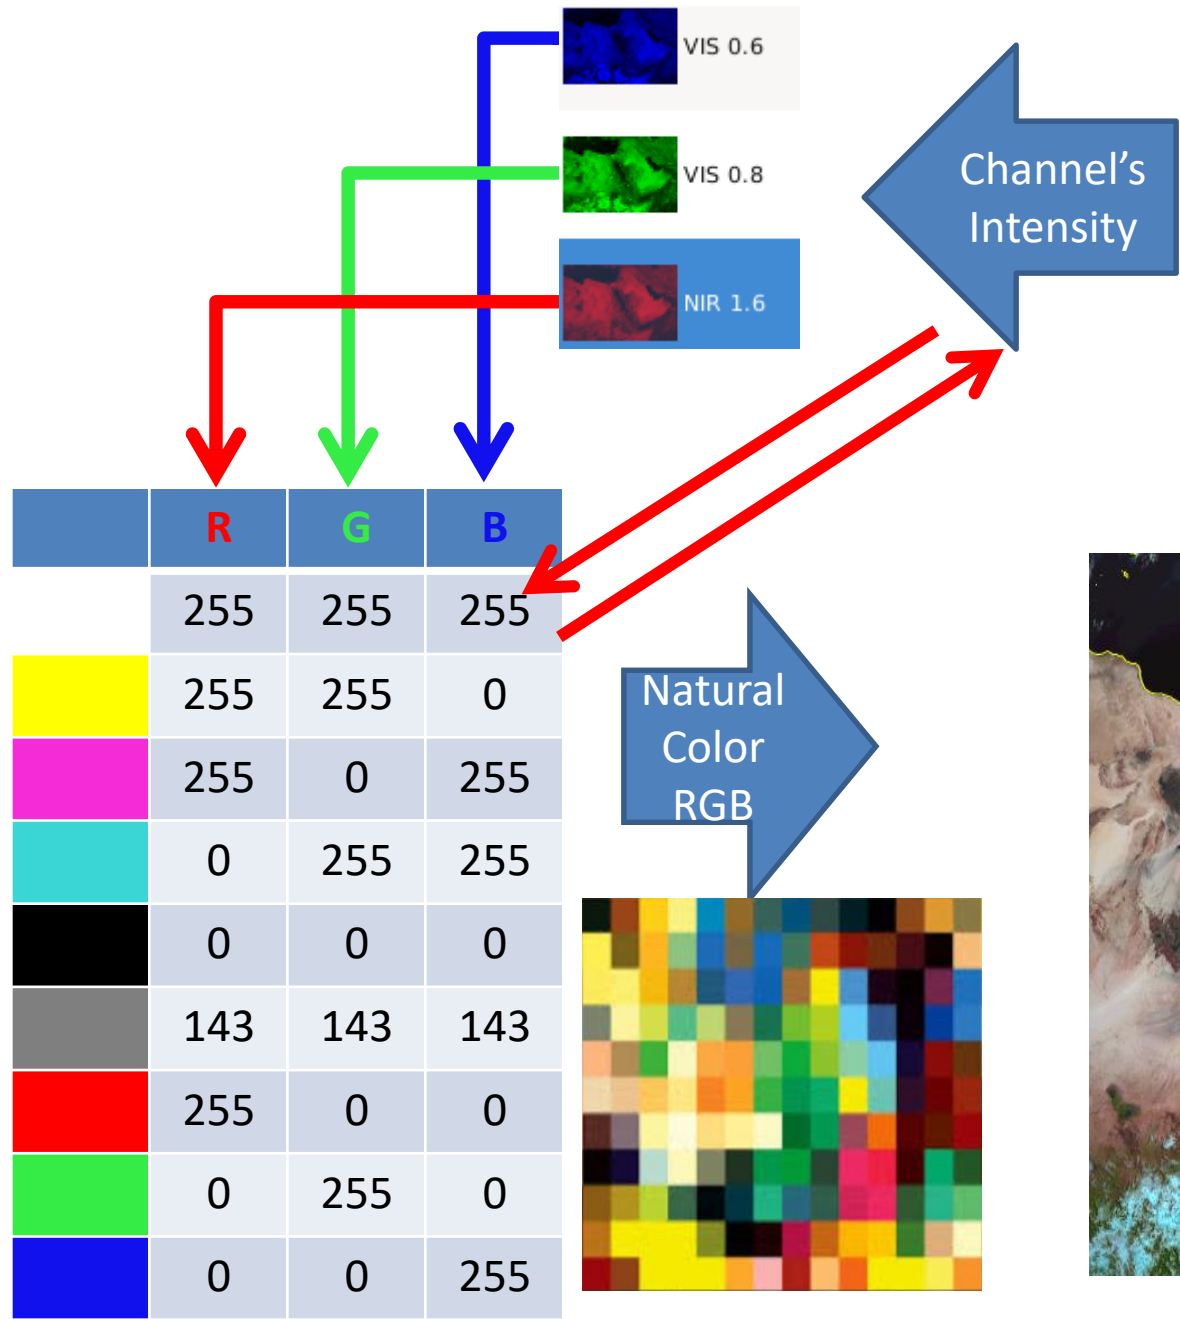 VIS 0.6
VIS 0.8
NIR 1.6
Channel's
Intensity
R G B
255 255 255
255 255 0
255 0 255
0 255 255
0 0 0
143 143 143
255 0 0
0 255 0
0 0 255
Natural
Color
RGB